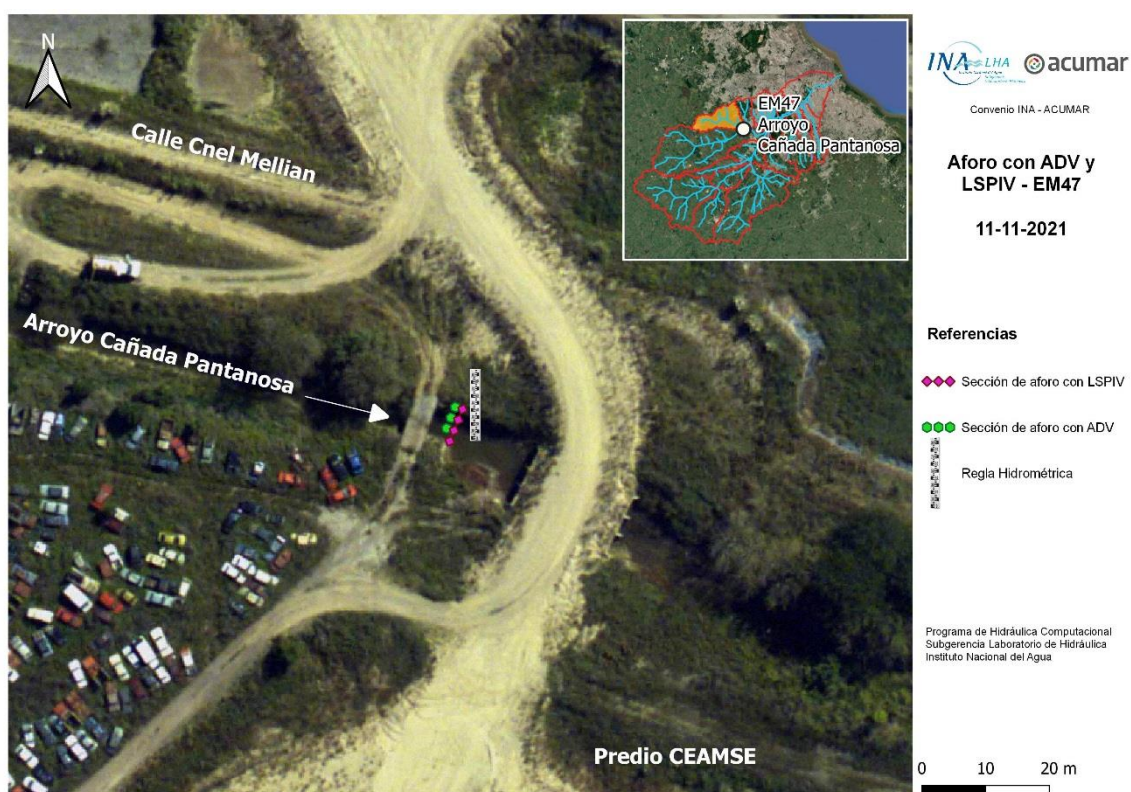 N
Calle Cnel Mellian
Arroyo Cañada Pantanosa
Predio CEAMSE
EM47
Arroyo
Cañada Pantanosa
INA LHA acumar
Convenio INA - ACUMAR
Aforo con ADV y
LSPIV - EM47
11-11-2021
Referencias
Sección de aforo con LSPIV
Sección de aforo con ADV
Regla Hidrométrica
Programa de Hidráulica Computacional
Subgerencia Laboratorio de Hidráulica
Instituto Nacional del Agua
0 10 20 m